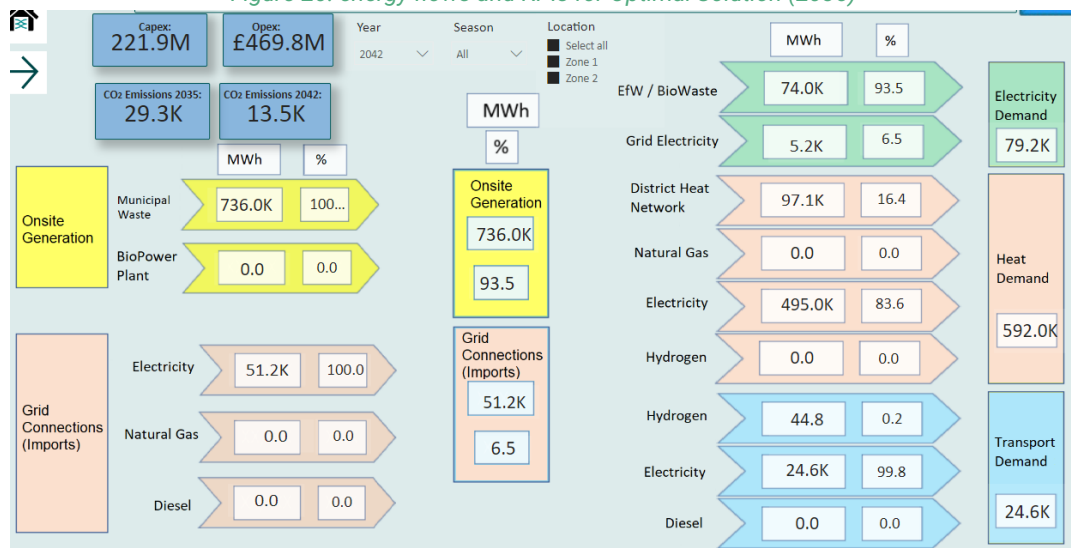 Capex:
221.9M
Opex:
£469.8M
Year
2042
Season
All
Location
Select all
Zone 1
Zone 2
CO₂ Emissions 2035:
29.3K
CO₂ Emissions 2042:
13.5K
MWh
%
Onsite
Generation
Municipal
Waste
736.0K
100...
BioPower
Plant
0.0
0.0
Grid
Connections
(Imports)
Electricity
51.2K
100.0
Natural Gas
0.0
0.0
Diesel
0.0
0.0
MWh
%
Onsite
Generation
736.0K
93.5
Grid
Connections
(Imports)
51.2K
6.5
MWh
%
EfW / BioWaste
74.0K
93.5
Grid Electricity
5.2K
6.5
Electricity
Demand
79.2K
District Heat
Network
97.1K
16.4
Natural Gas
0.0
0.0
Electricity
495.0K
83.6
Hydrogen
0.0
0.0
Heat
Demand
592.0K
Hydrogen
44.8
0.2
Electricity
24.6K
99.8
Diesel
0.0
0.0
Transport
Demand
24.6K